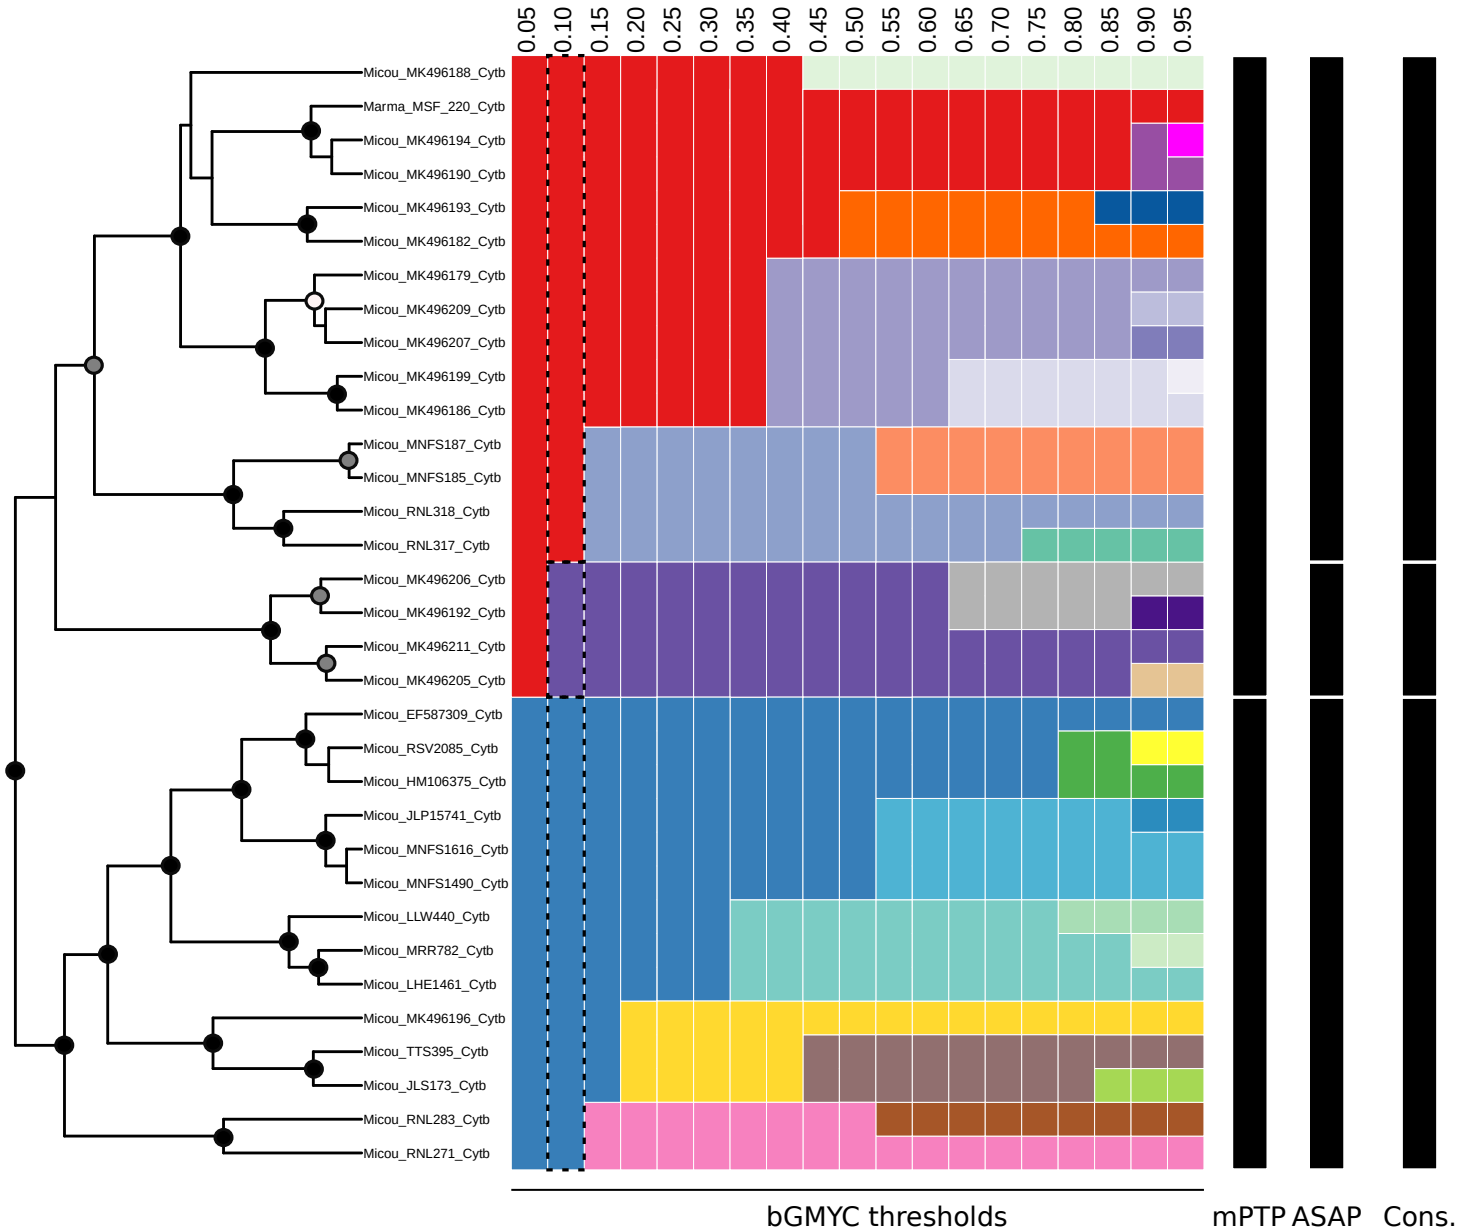 0.05 0.10 0.15 0.20 0.25 0.30 0.35 0.40 0.45 0.50 0.55 0.60 0.65 0.70 0.75 0.80 0.85 0.90 0.95
Micou_MK496188_Cytb
Marma_MSF_220_Cytb
Micou_MK496194_Cytb
Micou_MK496190_Cytb
Micou_MK496193_Cytb
Micou_MK496182_Cytb
Micou_MK496179_Cytb
Micou_MK496209_Cytb
Micou_MK496207_Cytb
Micou_MK496199_Cytb
Micou_MK496186_Cytb
Micou_MNFS187_Cytb
Micou_MNFS185_Cytb
Micou_RNL318_Cytb
Micou_RNL317_Cytb
Micou_MK496206_Cytb
Micou_MK496192_Cytb
Micou_MK496211_Cytb
Micou_MK496205_Cytb
Micou_EF587309_Cytb
Micou_RSV2085_Cytb
Micou_HM106375_Cytb
Micou_JLP15741_Cytb
Micou_MNFS1616_Cytb
Micou_MNFS1490_Cytb
Micou_LLW440_Cytb
Micou_MRR782_Cytb
Micou_LHE1461_Cytb
Micou_MK496196_Cytb
Micou_TTS395_Cytb
Micou_JLS173_Cytb
Micou_RNL283_Cytb
Micou_RNL271_Cytb
bGMYC thresholds mPTP ASAP Cons.